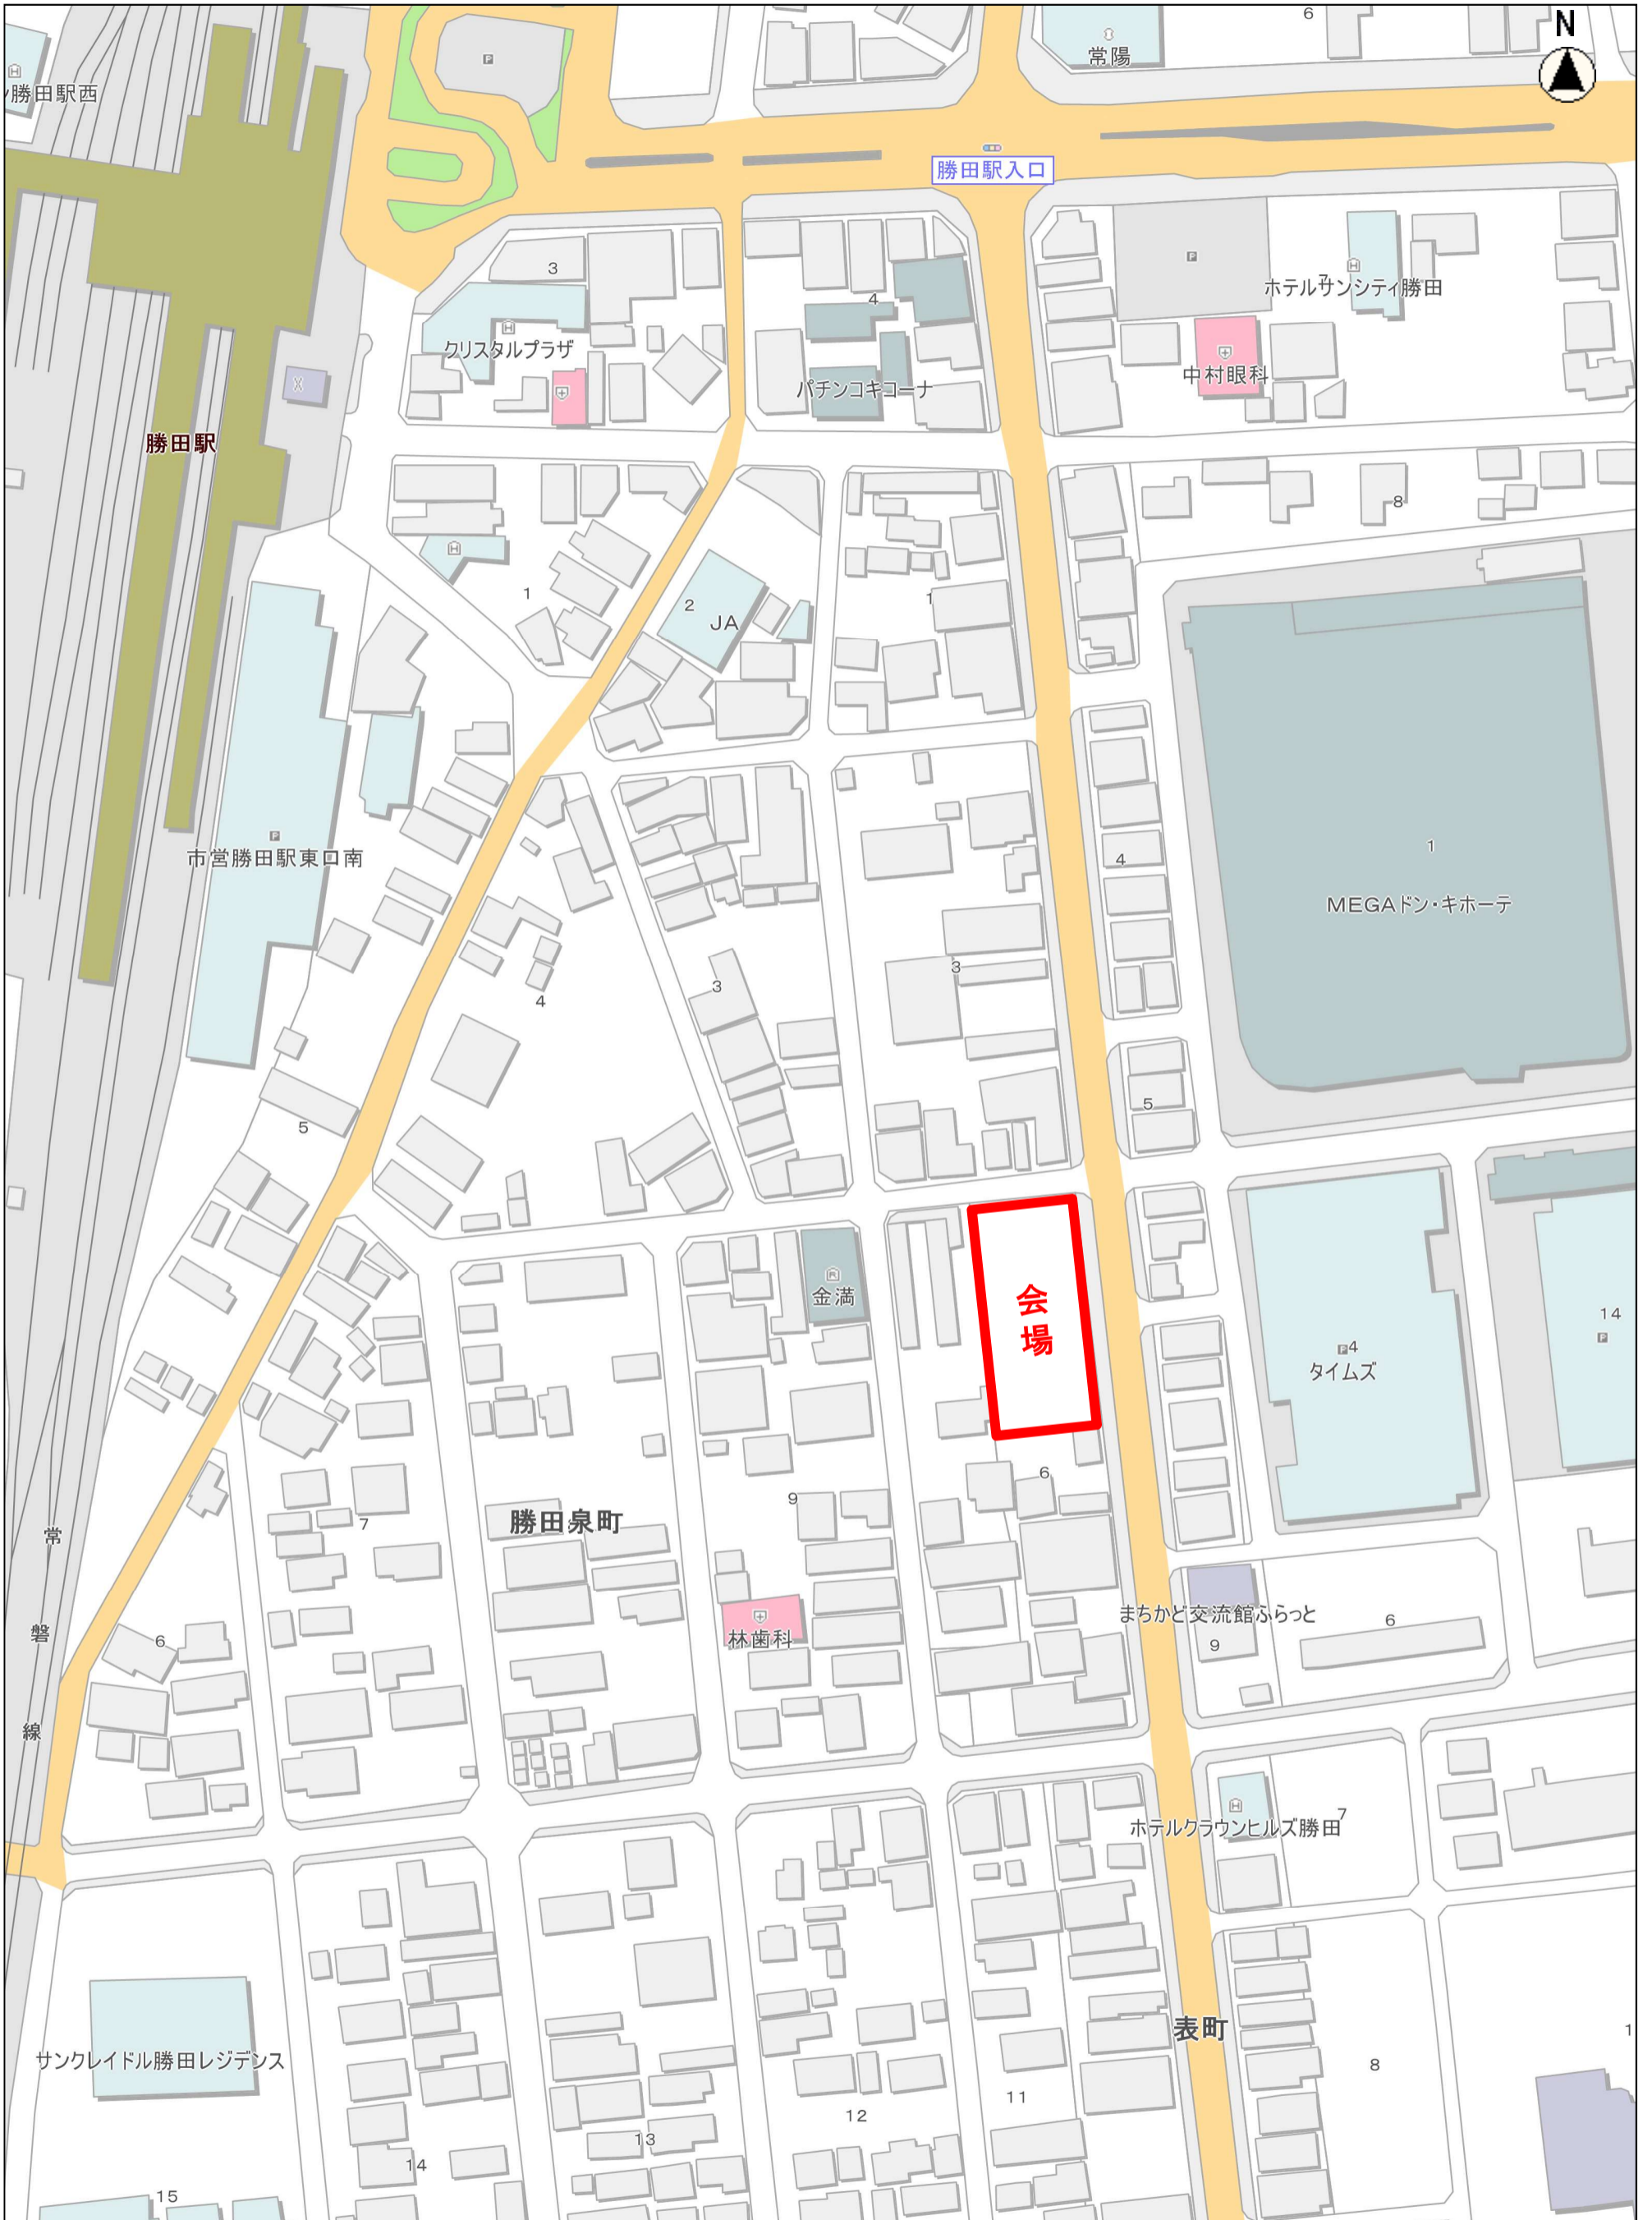 6
N
常陽
勝田駅西
勝田駅入口
3
4
7
ホテルサンシティ勝田
クリスタルプラザ
パチンコキコーナ
中村眼科
勝田駅
8
1
2
JA
1
市営勝田駅東口南
4
1
MEGAドン・キホーテ
3
3
4
5
5
金満
会
場
14
4
タイムズ
6
9
勝田泉町
7
常
磐
線
まちかど交流館ふらっと
9
6
林歯科
6
7
ホテルクラウンヒルズ勝田
表町
サンクレイドル勝田レジデンス
8
1
11
12
13
14
15